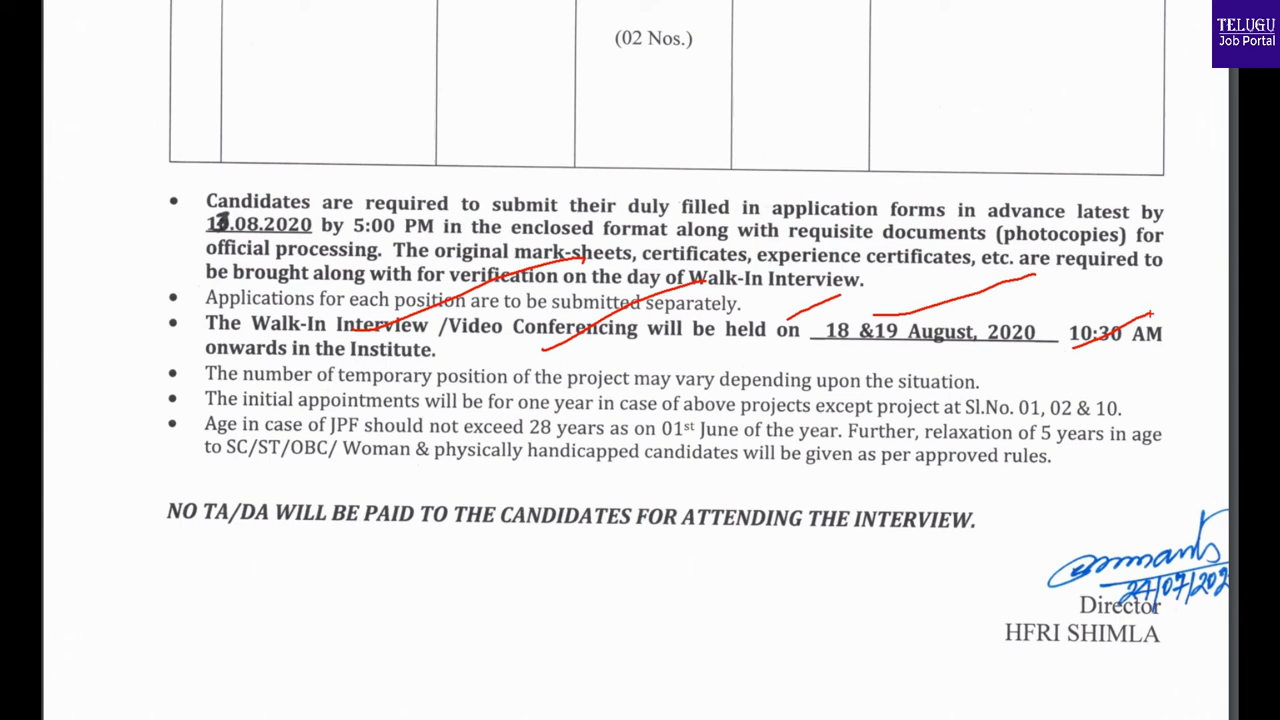 TELUGU
Job Portal
(02 Nos.)
• Candidates are required to submit their duly filled in application forms in advance latest by
13.08.2020 by 5:00 PM in the enclosed format along with requisite documents (photocopies) for
official processing. The original mark-sheets, certificates, experience certificates, etc. are required to
be brought along with for verification on the day of Walk-In Interview.
• Applications for each position are to be submitted separately.
• The Walk-In Interview /Video Conferencing will be held on 18 &19 August, 2020 10:30 AM
onwards in the Institute.
• The number of temporary position of the project may vary depending upon the situation.
• The initial appointments will be for one year in case of above projects except project at Sl.No. 01, 02 & 10.
• Age in case of JPF should not exceed 28 years as on 01st June of the year. Further, relaxation of 5 years in age
to SC/ST/OBC/ Woman & physically handicapped candidates will be given as per approved rules.
NO TA/DA WILL BE PAID TO THE CANDIDATES FOR ATTENDING THE INTERVIEW.
24/07/202
Director
HFRI SHIMLA